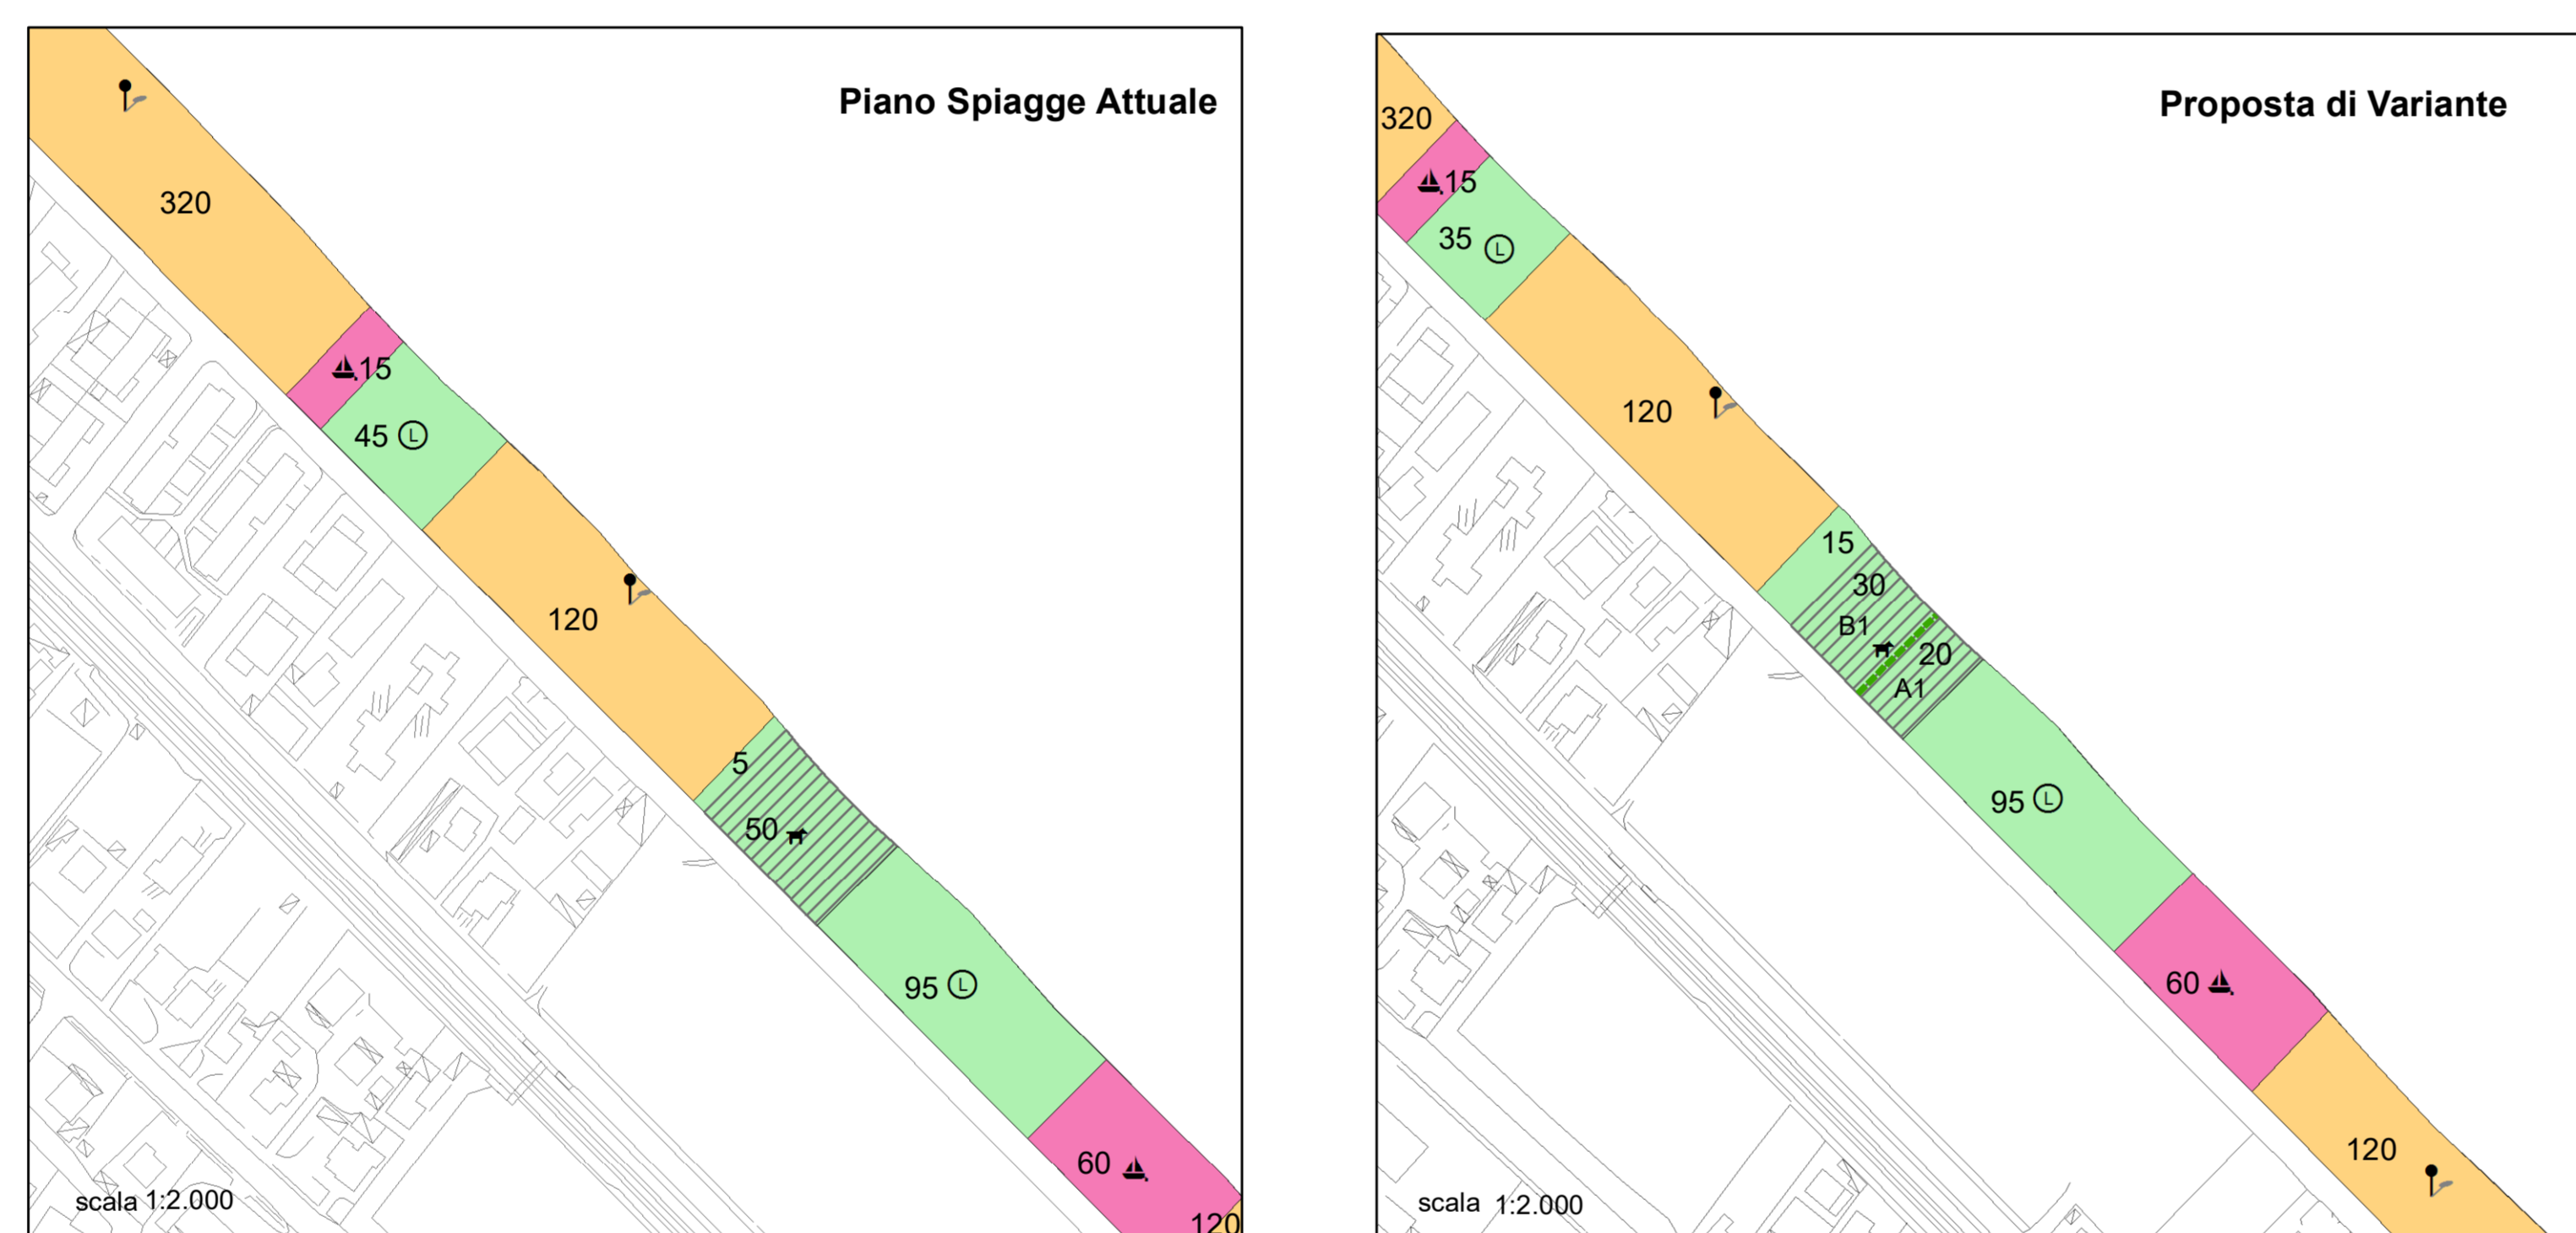 Piano Spiagge Attuale
320
15
45 L
120
5
50
95 L
60
120
scala 1:2.000
Proposta di Variante
320
15
35 L
120
15
30
B1
20
A1
95 L
60
120
scala 1:2.000